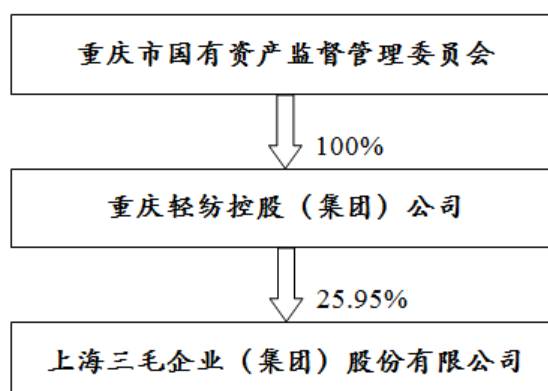 重庆市国有资产监督管理委员会
100%
重庆轻纺控股（集团）公司
25.95%
上海三毛企业（集团）股份有限公司